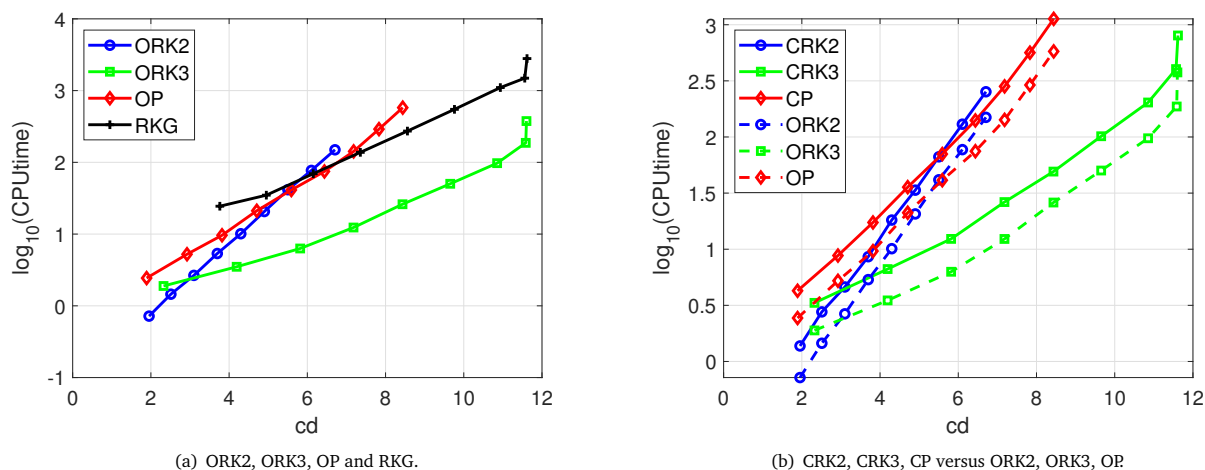 4
3
2
1
0
-1
log10(CPUtime)
ORK2
ORK3
OP
RKG
0
2
4
6
8
10
12
cd
(a) ORK2, ORK3, OP and RKG.
3
2.5
2
1.5
1
0.5
0
log10(CPUtime)
CRK2
CRK3
CP
ORK2
ORK3
OP
0
2
4
6
8
10
12
cd
(b) CRK2, CRK3, CP versus ORK2, ORK3, OP.